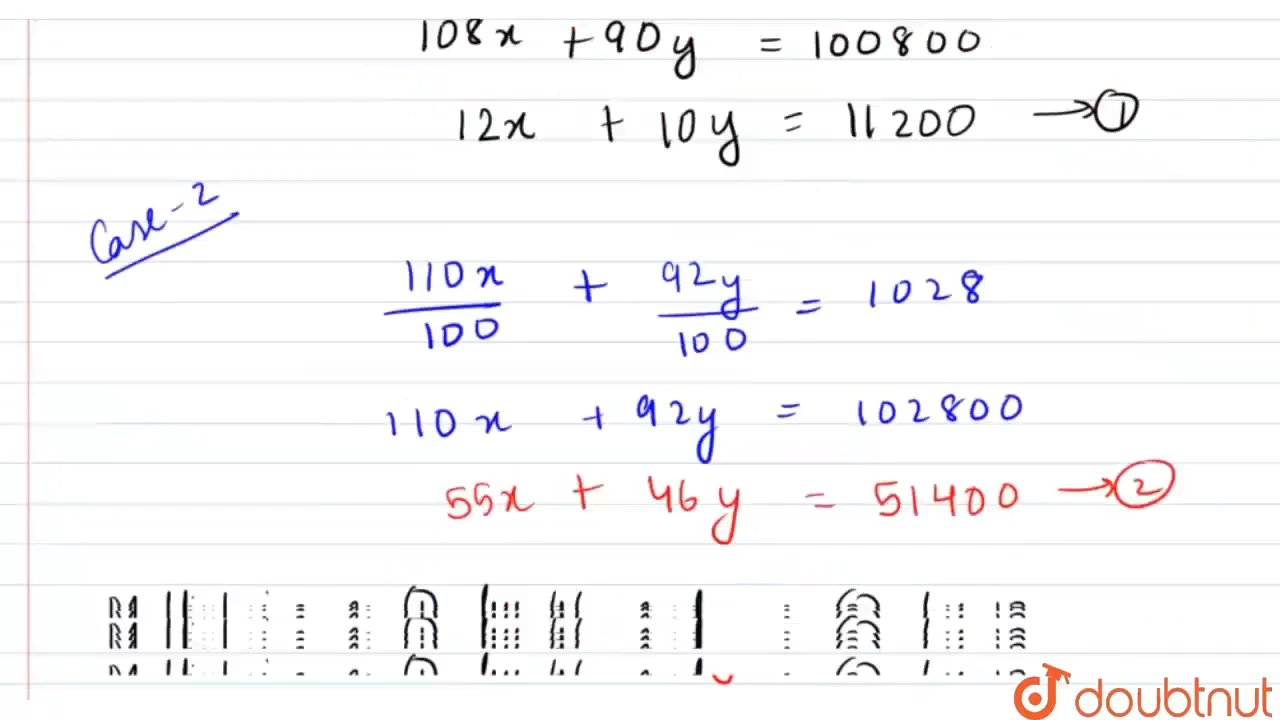 108x + 90y = 100800
12x + 10y = 11200 → 1
Case-2
110x/100 + 92y/100 = 1028
110x + 92y = 102800
55x + 46y = 51400 → 2
doubtnut